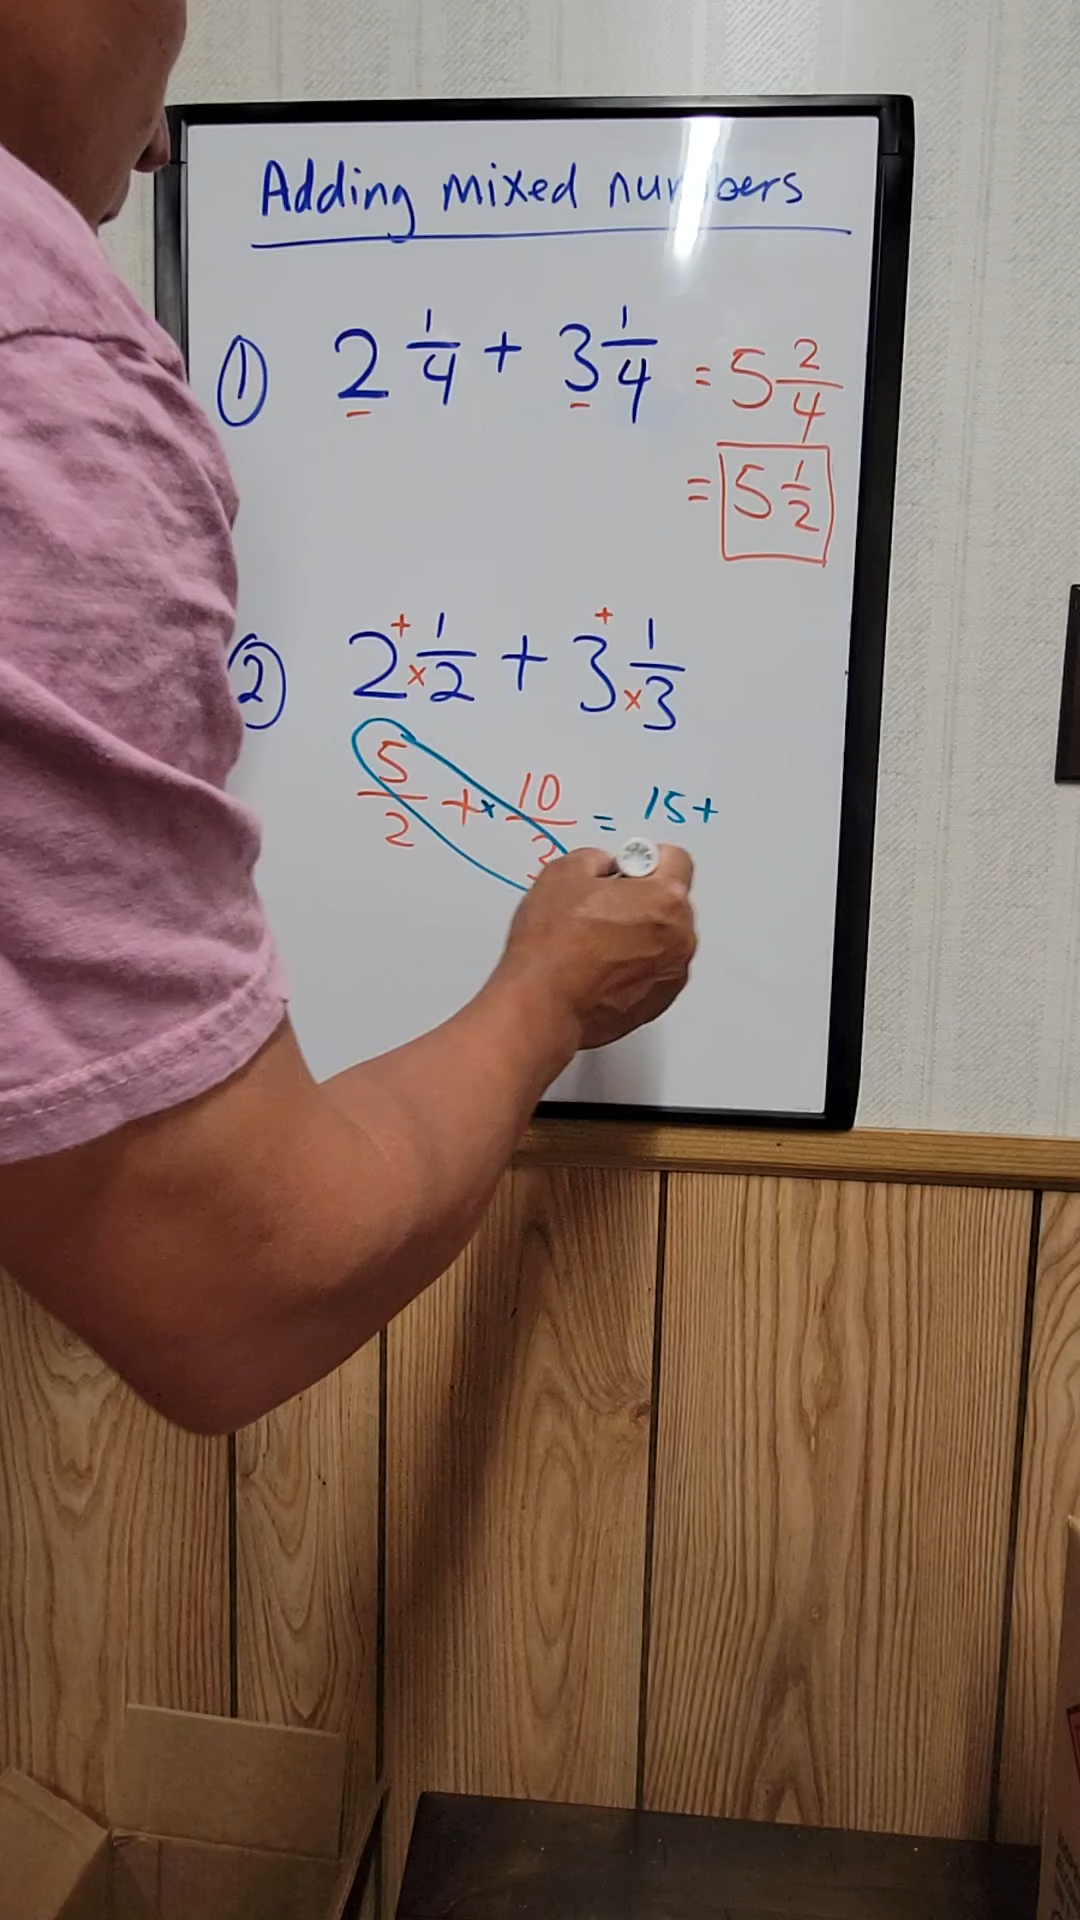 Adding mixed numbers
① 2 1/4 + 3 1/4 = 5 2/4
= 5 1/2
② 2 + x 1/2 + 3 + x 1/3
5/2 + x 10/3 = 15+